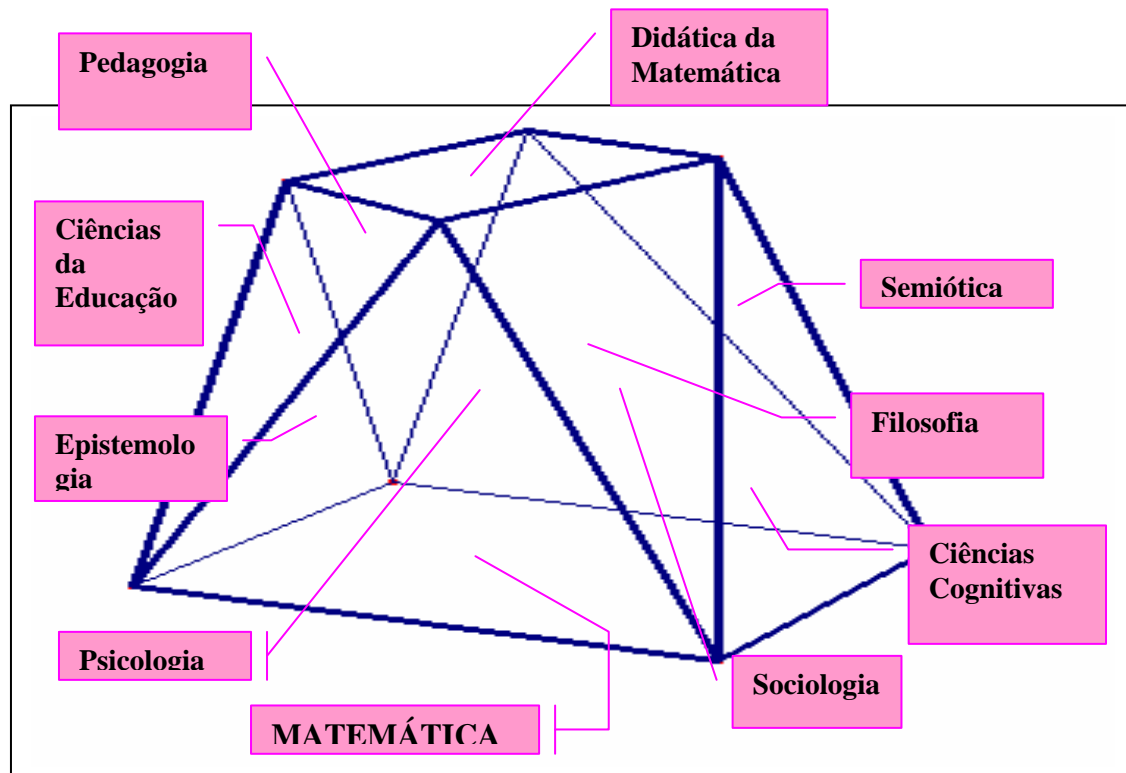 Pedagogia
Didática da
Matemática
Ciências
da
Educação
Semiótica
Epistemolo
gia
Filosofia
Ciências
Cognitivas
Psicologia
Sociologia
MATEMÁTICA